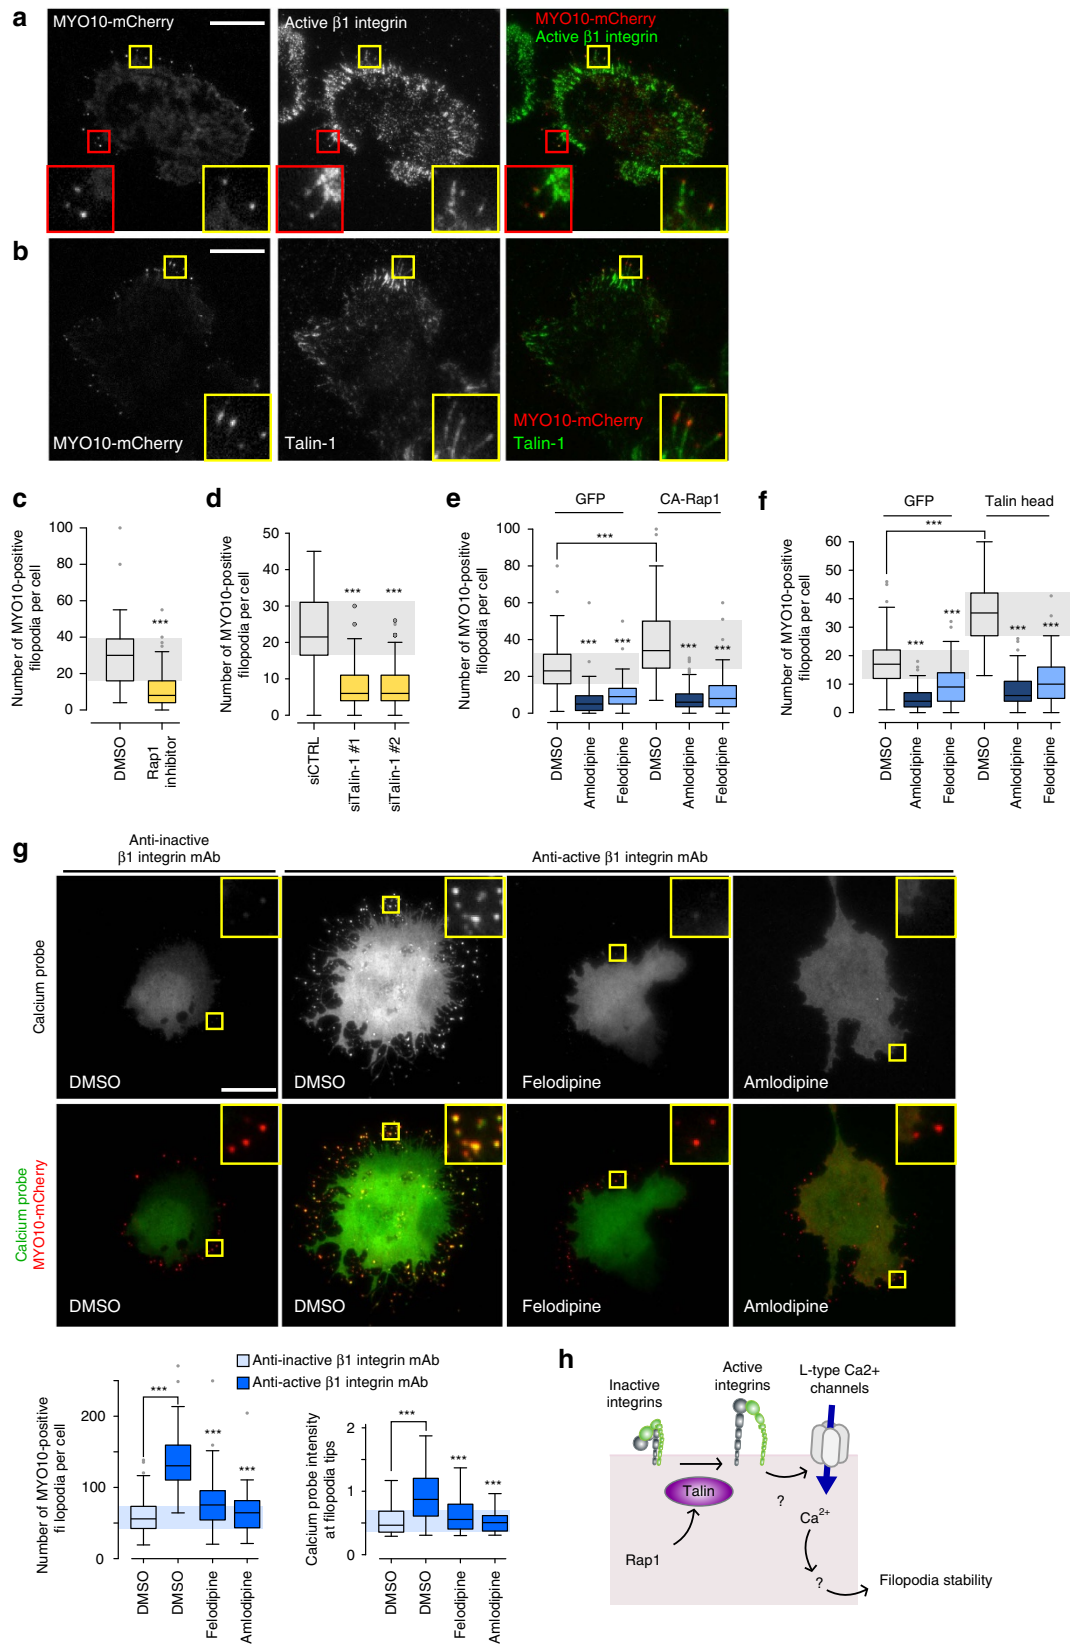 a
MYO10-mCherry
Active β1 integrin
MYO10-mCherry
Active β1 integrin
b
MYO10-mCherry
Talin-1
MYO10-mCherry
Talin-1
c
Number of MYO10-positive
filopodia per cell
100
80
60
40
20
0
***
DMSO
Rap1
inhibitor
d
Number of MYO10-positive
filopodia per cell
50
40
30
20
10
0
***
***
siCTRL
siTalin-1 #1
siTalin-1 #2
e
GFP
CA-Rap1
Number of MYO10-positive
filopodia per cell
100
80
60
40
20
0
***
***
***
***
***
DMSO
Amlodipine
Felodipine
DMSO
Amlodipine
Felodipine
f
GFP
Talin head
Number of MYO10-positive
filopodia per cell
60
50
40
30
20
10
0
***
***
***
***
***
DMSO
Amlodipine
Felodipine
DMSO
Amlodipine
Felodipine
g
Anti-inactive
β1 integrin mAb
Anti-active β1 integrin mAb
Calcium probe
DMSO
DMSO
Felodipine
Amlodipine
Calcium probe
MYO10-mCherry
DMSO
DMSO
Felodipine
Amlodipine
Anti-inactive β1 integrin mAb
Anti-active β1 integrin mAb
Number of MYO10-positive
fi lopodia per cell
200
100
0
***
***
***
DMSO
DMSO
Felodipine
Amlodipine
Calcium probe intensity
at filopodia tips
2
1
0
***
***
***
DMSO
DMSO
Felodipine
Amlodipine
h
Inactive
integrins
Active
integrins
L-type Ca2+
channels
Talin
?
Ca2+
Rap1
?
Filopodia stability